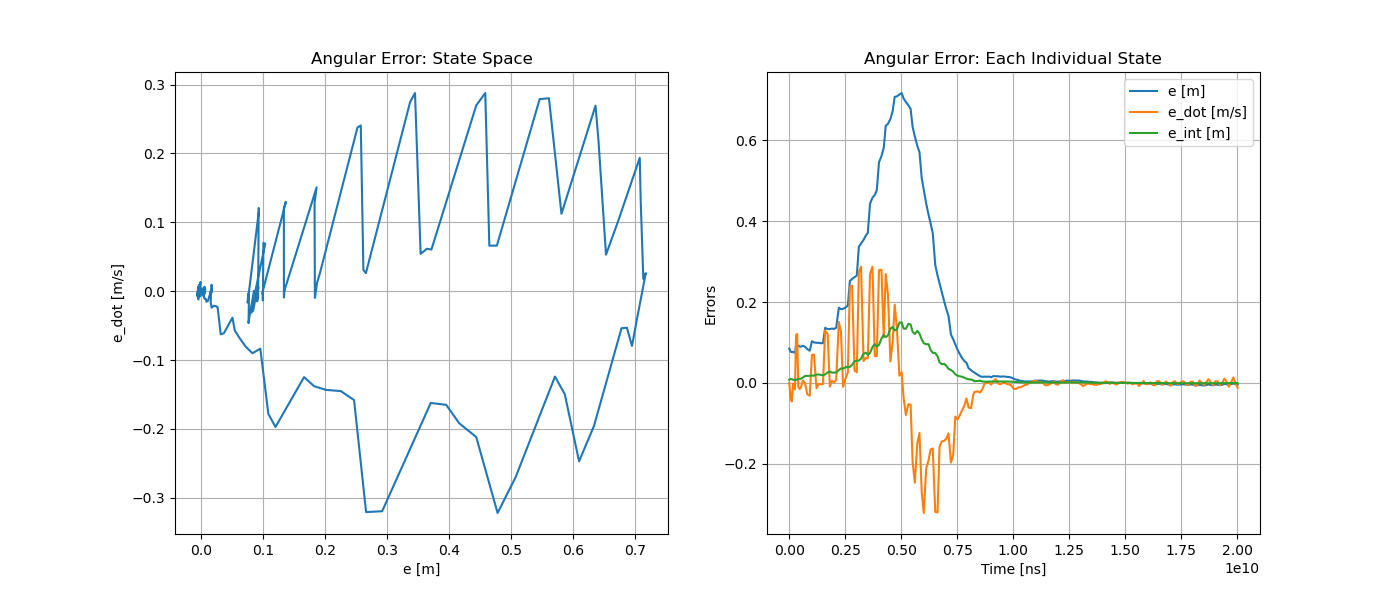 Angular Error: State Space
0.3
0.2
0.1
0.0
−0.1
−0.2
−0.3
e_dot [m/s]
0.0 0.1 0.2 0.3 0.4 0.5 0.6 0.7
e [m]
Angular Error: Each Individual State
e [m]
e_dot [m/s]
e_int [m]
0.6
0.4
0.2
0.0
−0.2
Errors
0.00 0.25 0.50 0.75 1.00 1.25 1.50 1.75 2.00
Time [ns]
1e10